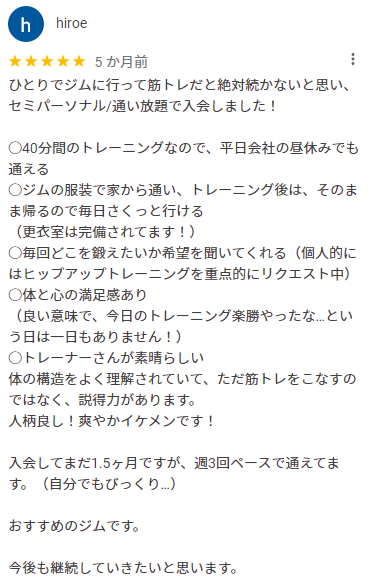 h
hiroe
★★★★★ 5 か月前
ひとりでジムに行って筋トレだと絶対続かないと思い、
セミパーソナル/通い放題で入会しました！
〇40分間のトレーニングなので、平日会社の昼休みでも
通える
〇ジムの服装で家から通い、トレーニング後は、そのま
ま帰るので毎日さくっと行ける
（更衣室は完備されてます！）
〇毎回どこを鍛えたいか希望を聞いてくれる（個人的に
はヒップアップトレーニングを重点的にリクエスト中）
〇体と心の満足感あり
（良い意味で、今日のトレーニング楽勝やったな...とい
う日は一日もありません！）
〇トレーナーさんが素晴らしい
体の構造をよく理解されていて、ただ筋トレをこなすの
ではなく、説得力があります。
人柄良し！爽やかイケメンです！
入会してまだ1.5ヶ月ですが、週3回ペースで通えてま
す。（自分でもびっくり...）
おすすめのジムです。
今後も継続していきたいと思います。